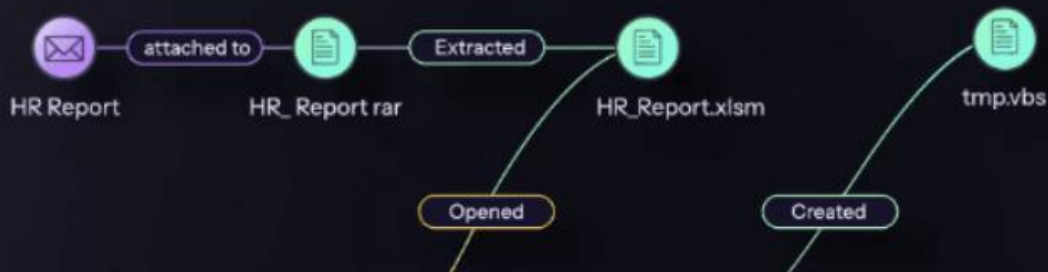 attached to
Extracted
HR Report
HR_ Report rar
HR_Report.xlsm
tmp.vbs
Opened
Created